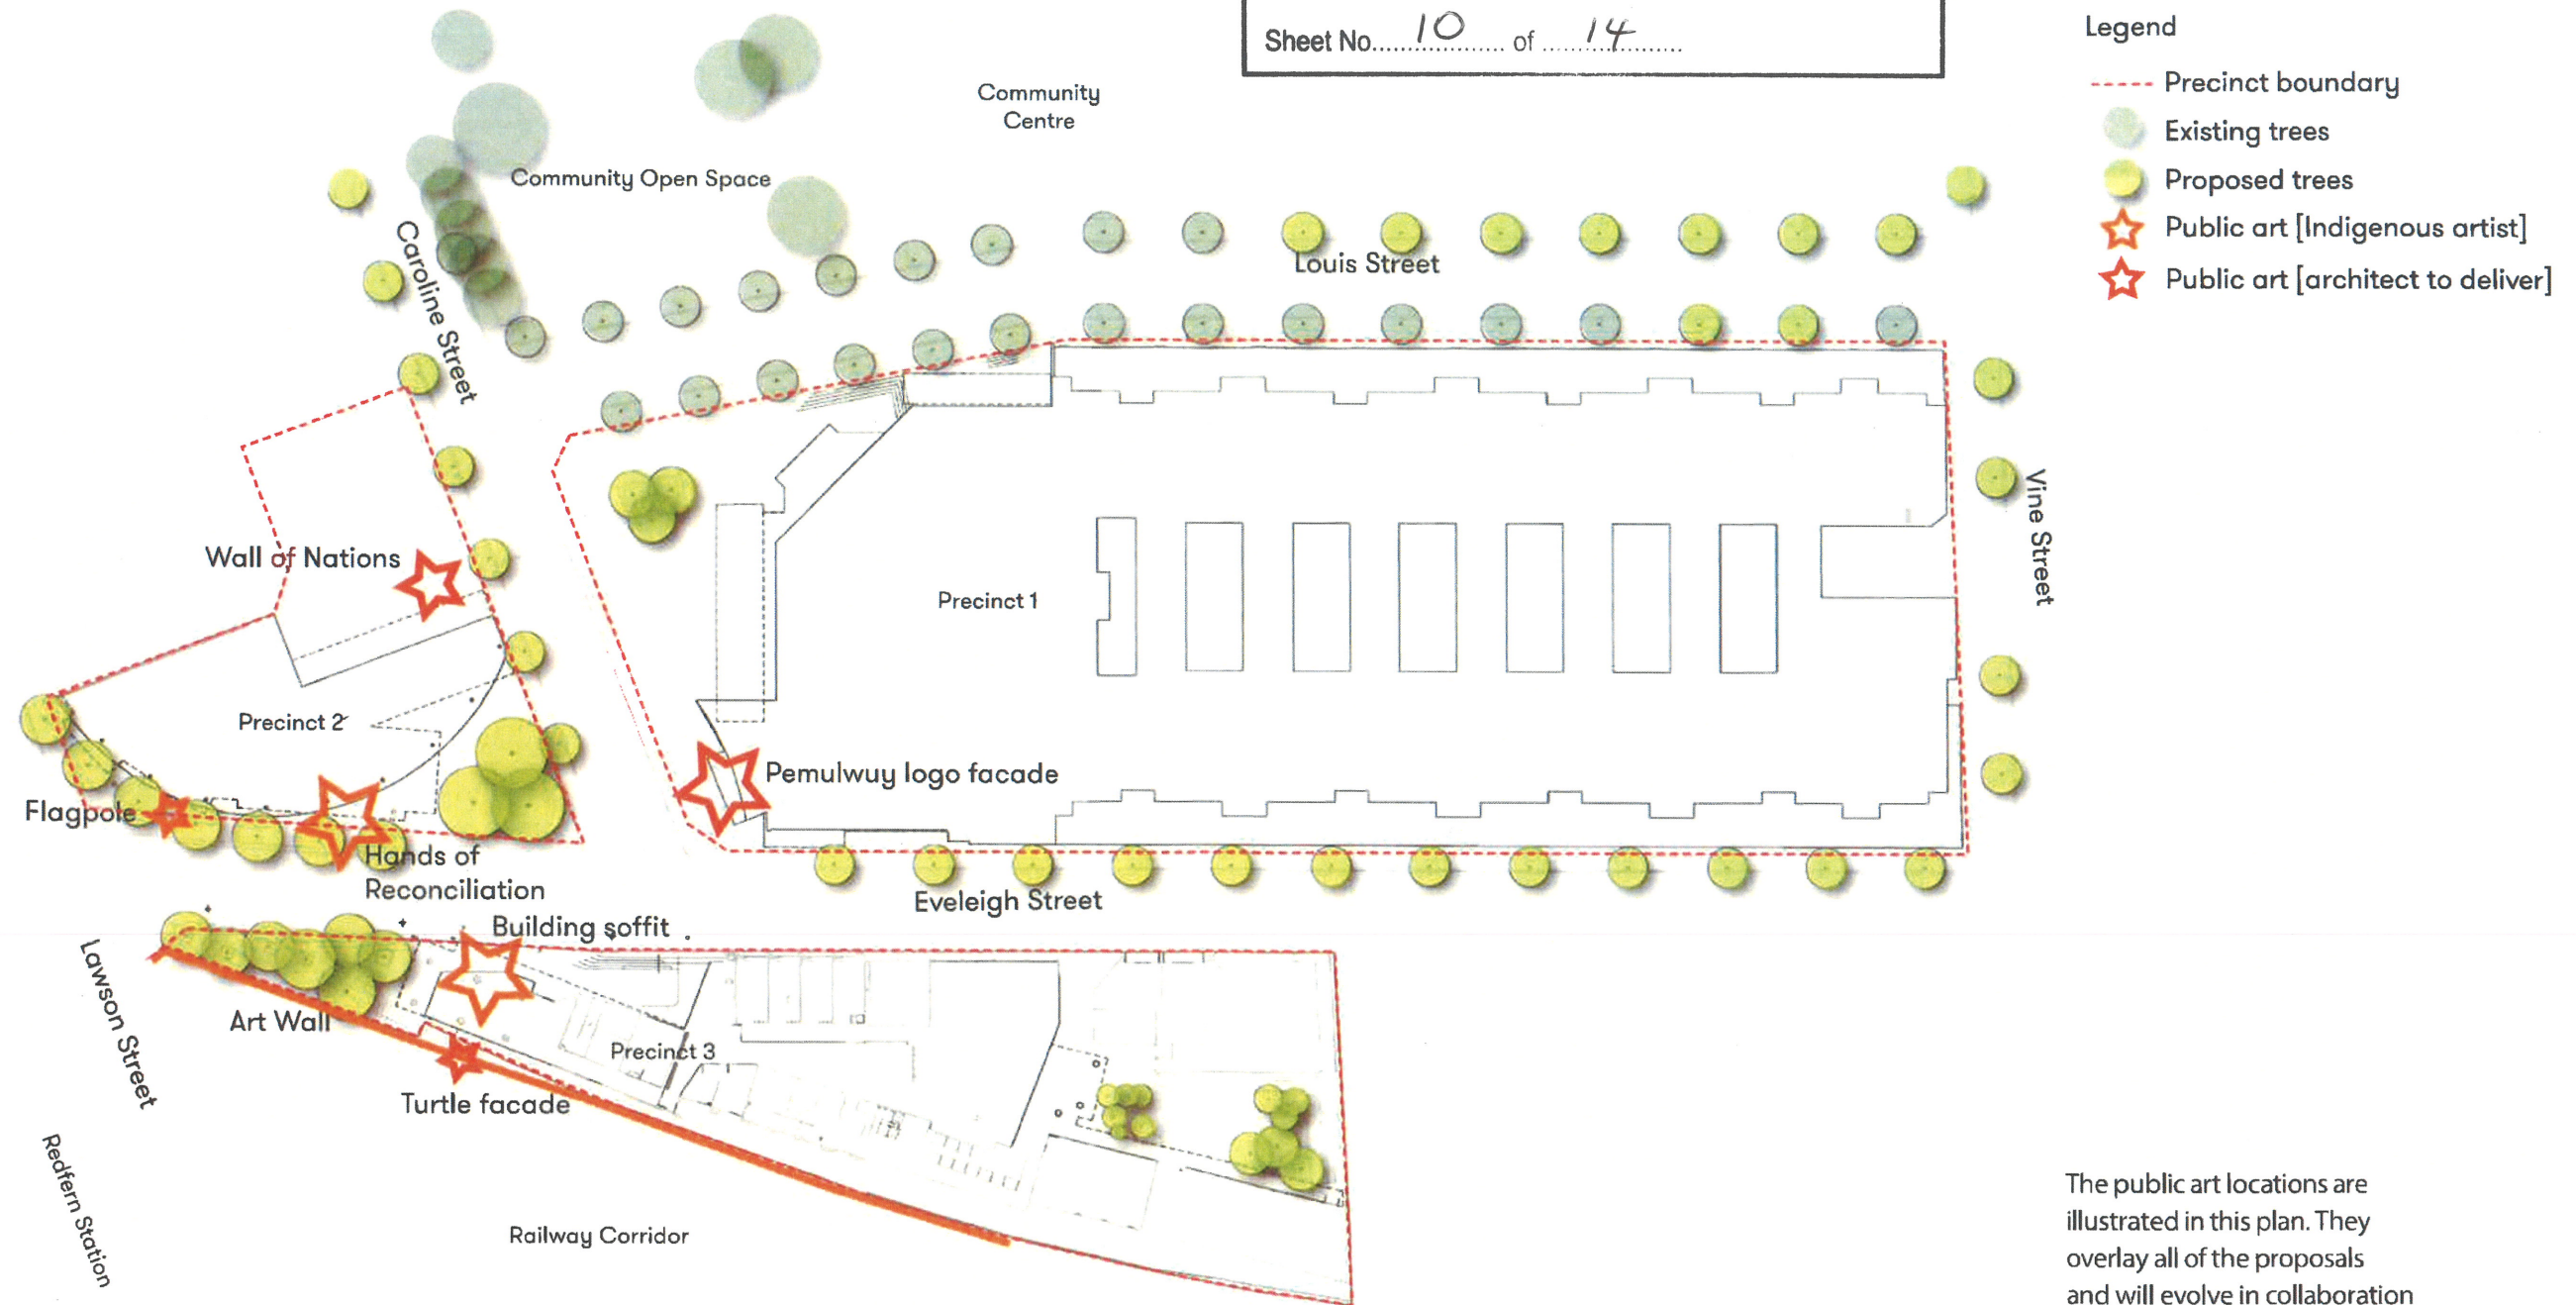 Sheet No. 10 of 14
Legend
Precinct boundary
Existing trees
Proposed trees
Public art [Indigenous artist]
Public art [architect to deliver]
Community
Centre
Community Open Space
Caroline Street
Louis Street
Vine Street
Wall of Nations
Precinct 1
Precinct 2
Pemulwuy logo facade
Flagpole
Hands of
Reconciliation
Eveleigh Street
Building soffit
Lawson Street
Art Wall
Precinct 3
Turtle facade
Redfern Station
Railway Corridor
The public art locations are
illustrated in this plan. They
overlay all of the proposals
and will evolve in collaboration